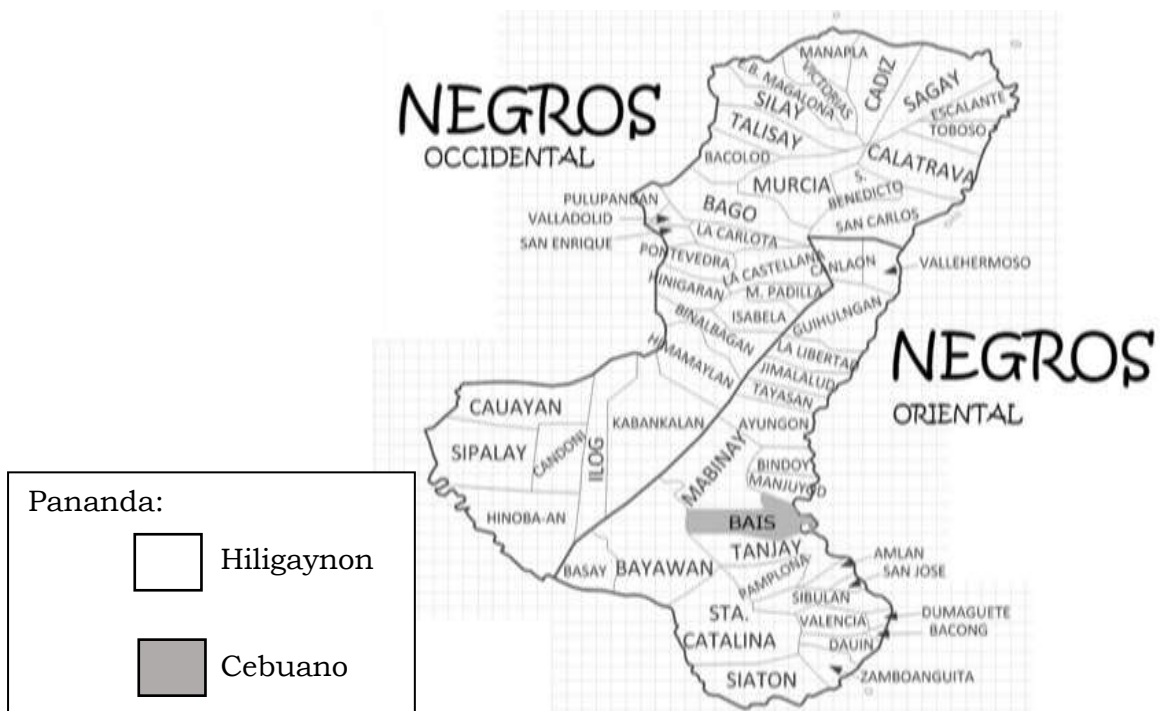 NEGROS
OCCIDENTAL
MANAPLA
VICTORIAS
E.B. MAGALONA
CADIZ
SAGAY
ESCALANTE
TOBOSO
SILAY
TALISAY
CALATRAVA
BACOLOD
MURCIA
S.
BENEDICTO
SAN CARLOS
PULUPANDAN
VALLADOLID
SAN ENRIQUE
BAGO
LA CARLOTA
PONTEVEDRA
LA CASTELLANA
CANLAON
VALLEHERMOSO
HINIGARAN
M. PADILLA
ISABELA
GUIHULNGAN
BINALBAGAN
LA LIBERTAD
HIMAMAYLAN
JIMALALUD
TAYASAN
NEGROS
ORIENTAL
CAUAYAN
KABANKALAN
AYUNGON
SIPALAY
CANDONI
ILOG
MABINAY
BINDOY
MANJUYOD
HINOBA-AN
BAIS
TANJAY
AMLAN
SAN JOSE
BASAY
BAYAWAN
PAMPLONA
SIBULAN
STA.
CATALINA
VALENCIA
DUMAGUETE
BACONG
DAUIN
SIATON
ZAMBOANGUITA
Pananda:
Hiligaynon
Cebuano